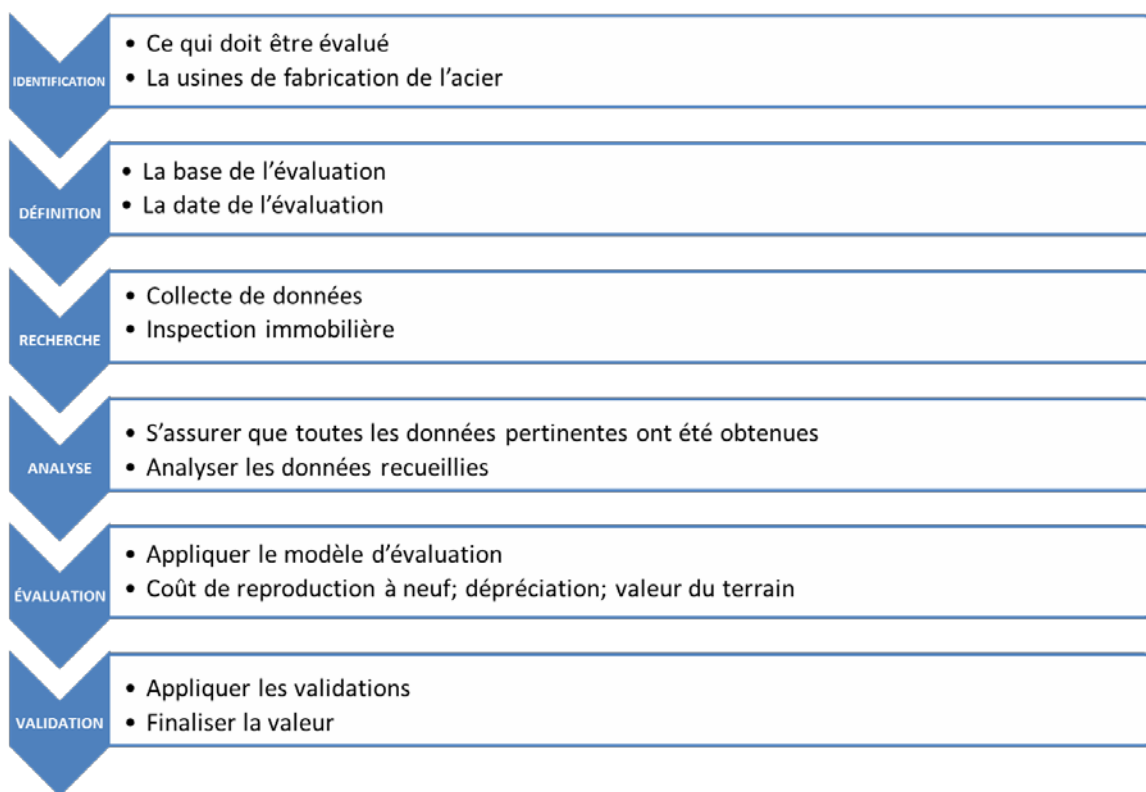 IDENTIFICATION
• Ce qui doit être évalué
• La usines de fabrication de l'acier
DÉFINITION
• La base de l'évaluation
• La date de l'évaluation
RECHERCHE
• Collecte de données
• Inspection immobilière
ANALYSE
• S'assurer que toutes les données pertinentes ont été obtenues
• Analyser les données recueillies
ÉVALUATION
• Appliquer le modèle d'évaluation
• Coût de reproduction à neuf; dépréciation; valeur du terrain
VALIDATION
• Appliquer les validations
• Finaliser la valeur